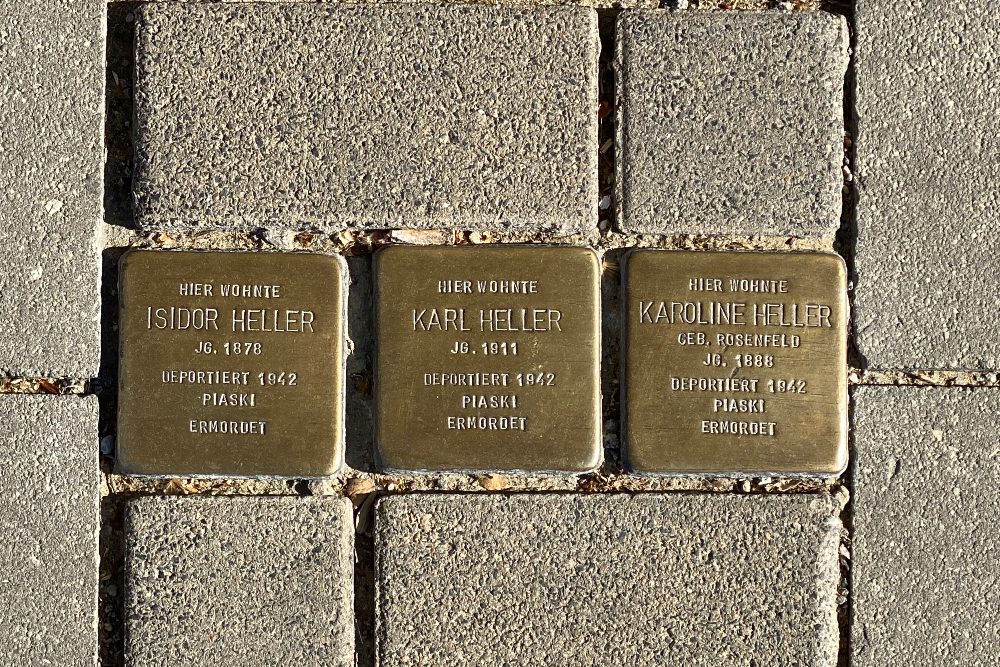 HIER WOHNTE
ISIDOR HELLER
JG. 1878
DEPORTIERT 1942
PIASKI
ERMORDET
HIER WOHNTE
KARL HELLER
JG. 1911
DEPORTIERT 1942
PIASKI
ERMORDET
HIER WOHNTE
KAROLINE HELLER
GEB. ROSENFELD
JG. 1888
DEPORTIERT 1942
PIASKI
ERMORDET